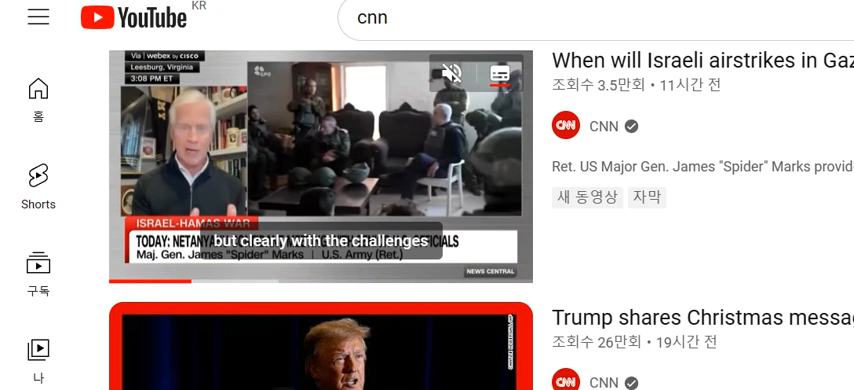 YouTube KR
cnn
홈
Shorts
구독
나
Via | webex by CISCO
Leesburg, Virginia
3:08 PM ET
GPO
ISRAEL-HAMAS WAR
TODAY: NETANYA
ICIALS
but clearly with the challenges
Maj. Gen. James "Spider" Marks | U.S. Army (Ret.)
NEWS CENTRAL
When will Israeli airstrikes in Gaz
조회수 3.5만회 • 11시간 전
CNN CNN
Ret. US Major Gen. James "Spider" Marks provid
새 동영상 자막
Trump shares Christmas messa
조회수 26만회 • 19시간 전
CNN CNN